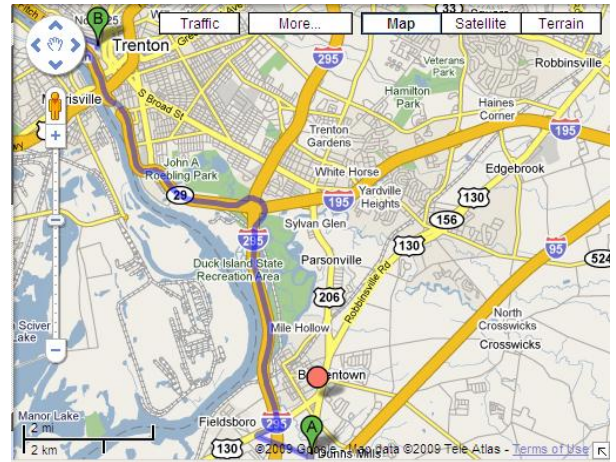 B
Traffic
More...
Map
Satellite
Terrain
33
295
Trenton
Veterans
Park
Robbinsville
Hamilton
Park
Haines
Corner
S Broad St
195
Trenton
Gardens
John A
Roebling Park
White Horse
Edgebrook
29
Yardville
Heights
130
195
156
Sylvan Glen
295
130
95
Duck Island State
Recreation Area
Parsonville
524
206
Robbinsville Rd
North
Crosswicks
Mile Hollow
Crosswicks
Lake
Manor Lake
Fieldsboro
295
A
2 mi
2 km
130
©2009 Google - Map data ©2009 Tele Atlas - Terms of Use
Dunns Mills